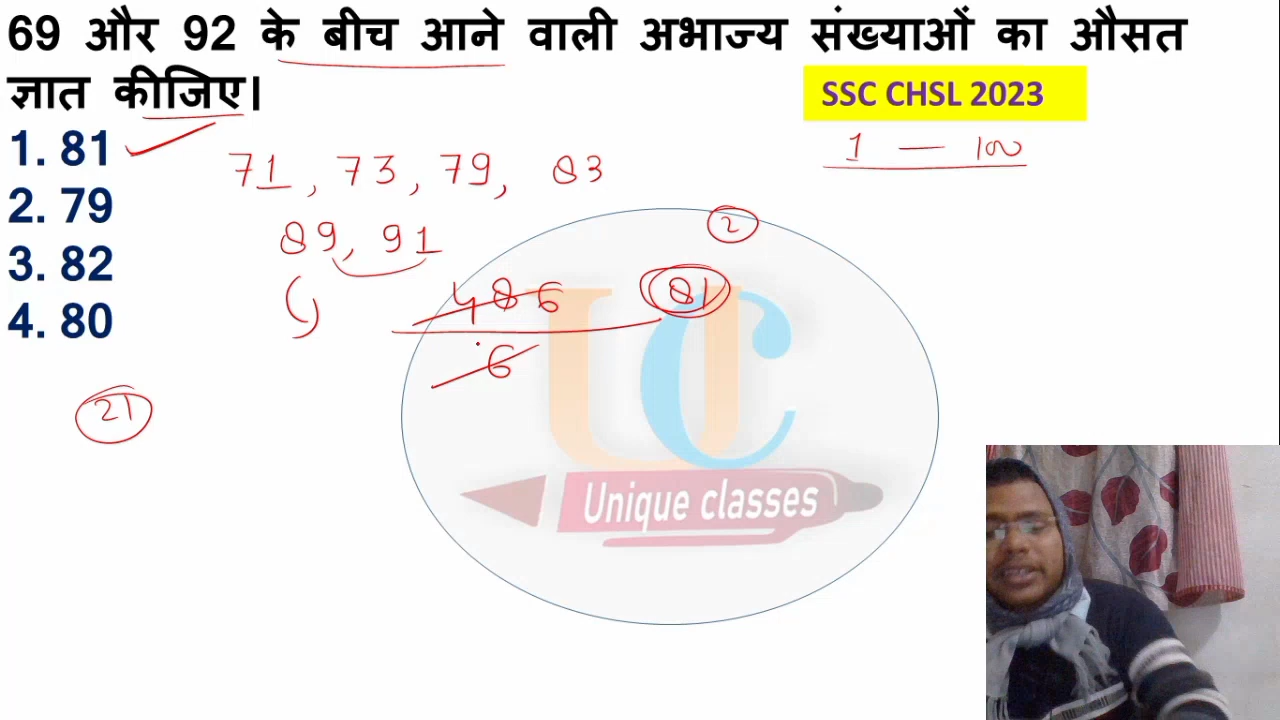 69 और 92 के बीच आने वाली अभाज्य संख्याओं का औसत
ज्ञात कीजिए।
SSC CHSL 2023
1. 81
1 — 100
71, 73, 79, 83
2. 79
2
89, 91
3. 82
486
81
4. 80
6
21
UC
Unique classes